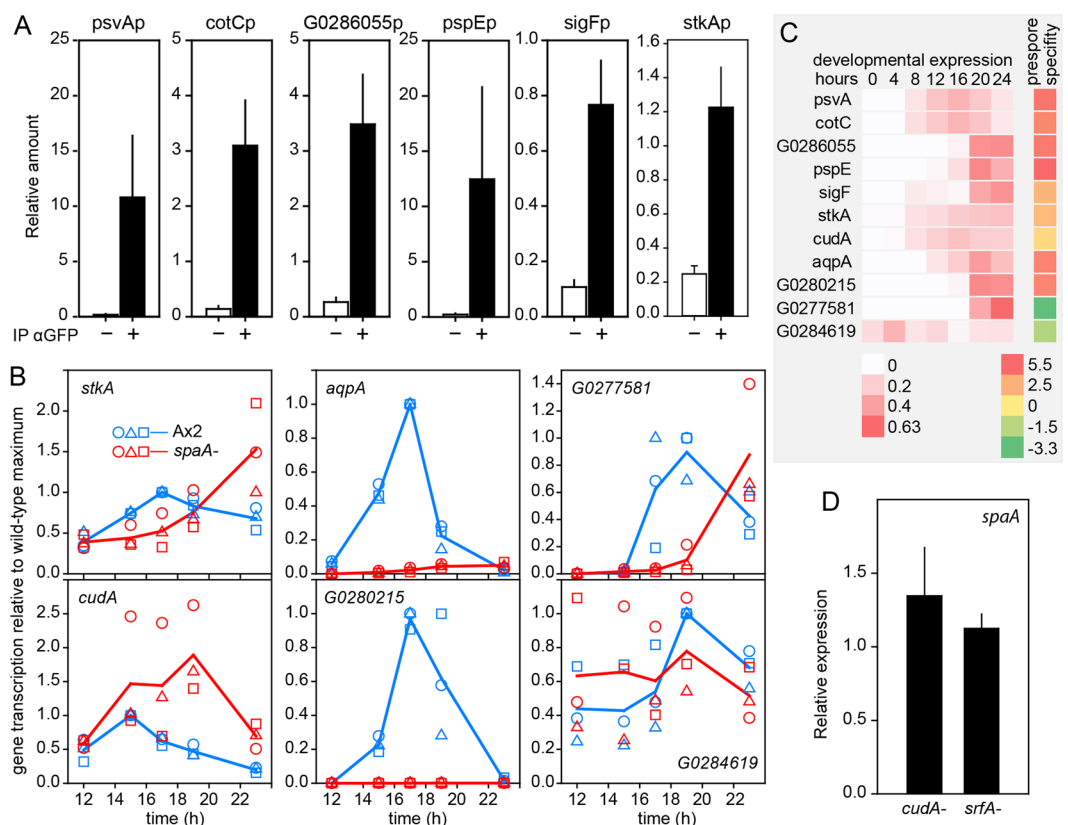 A
psvAp cotCp G0286055p pspEp sigFp stkAp
Relative amount
25 20 15 10 5 0
5 4 3 2 1 0
5 4 3 2 1 0
25 20 15 10 5 0
1.0 0.8 0.6 0.4 0.2 0.0
1.6 1.4 1.2 1.0 0.8 0.6 0.4 0.2 0.0
IP αGFP − + − + − + − + − + − +
B
gene transcription relative to wild-type maximum
stkA
Ax2
spaA-
2.0 1.5 1.0 0.5 0.0
aqpA
1.0 0.8 0.6 0.4 0.2 0.0
G0277581
1.4 1.2 1.0 0.8 0.6 0.4 0.2 0.0
cudA
2.5 2.0 1.5 1.0 0.5 0.0
G0280215
1.0 0.8 0.6 0.4 0.2 0.0
G0284619
1.0 0.8 0.6 0.4 0.2 0.0
12 14 16 18 20 22
12 14 16 18 20 22
12 14 16 18 20 22
time (h) time (h) time (h)
C
developmental expression
hours 0 4 8 12 16 20 24
prespore
specifity
psvA
cotC
G0286055
pspE
sigF
stkA
cudA
aqpA
G0280215
G0277581
G0284619
0 5.5
0.2 2.5
0.4 0
0.63 -1.5
-3.3
D
spaA
Relative expression
1.5
1.0
0.5
0.0
cudA- srfA-